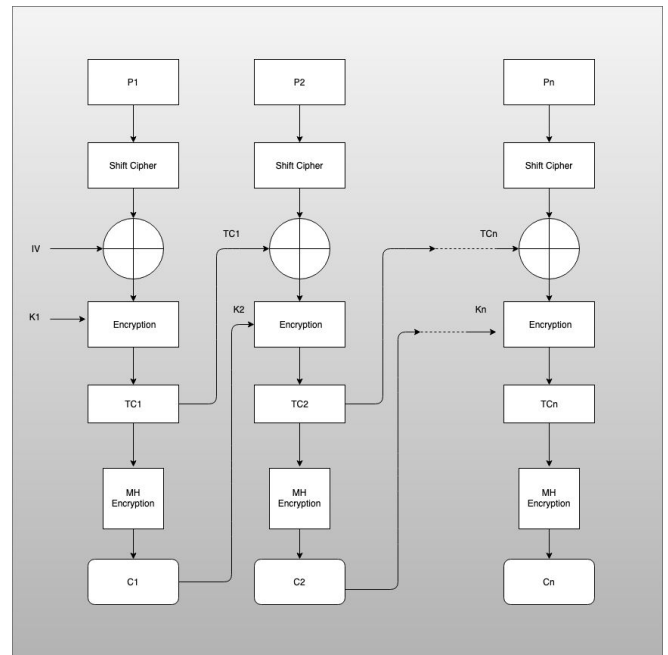 P1
P2
Pn
Shift Cipher
Shift Cipher
Shift Cipher
TC1
TCn
IV
K1
K2
Kn
Encryption
Encryption
Encryption
TC1
TC2
TCn
MH
Encryption
MH
Encryption
MH
Encryption
C1
C2
Cn